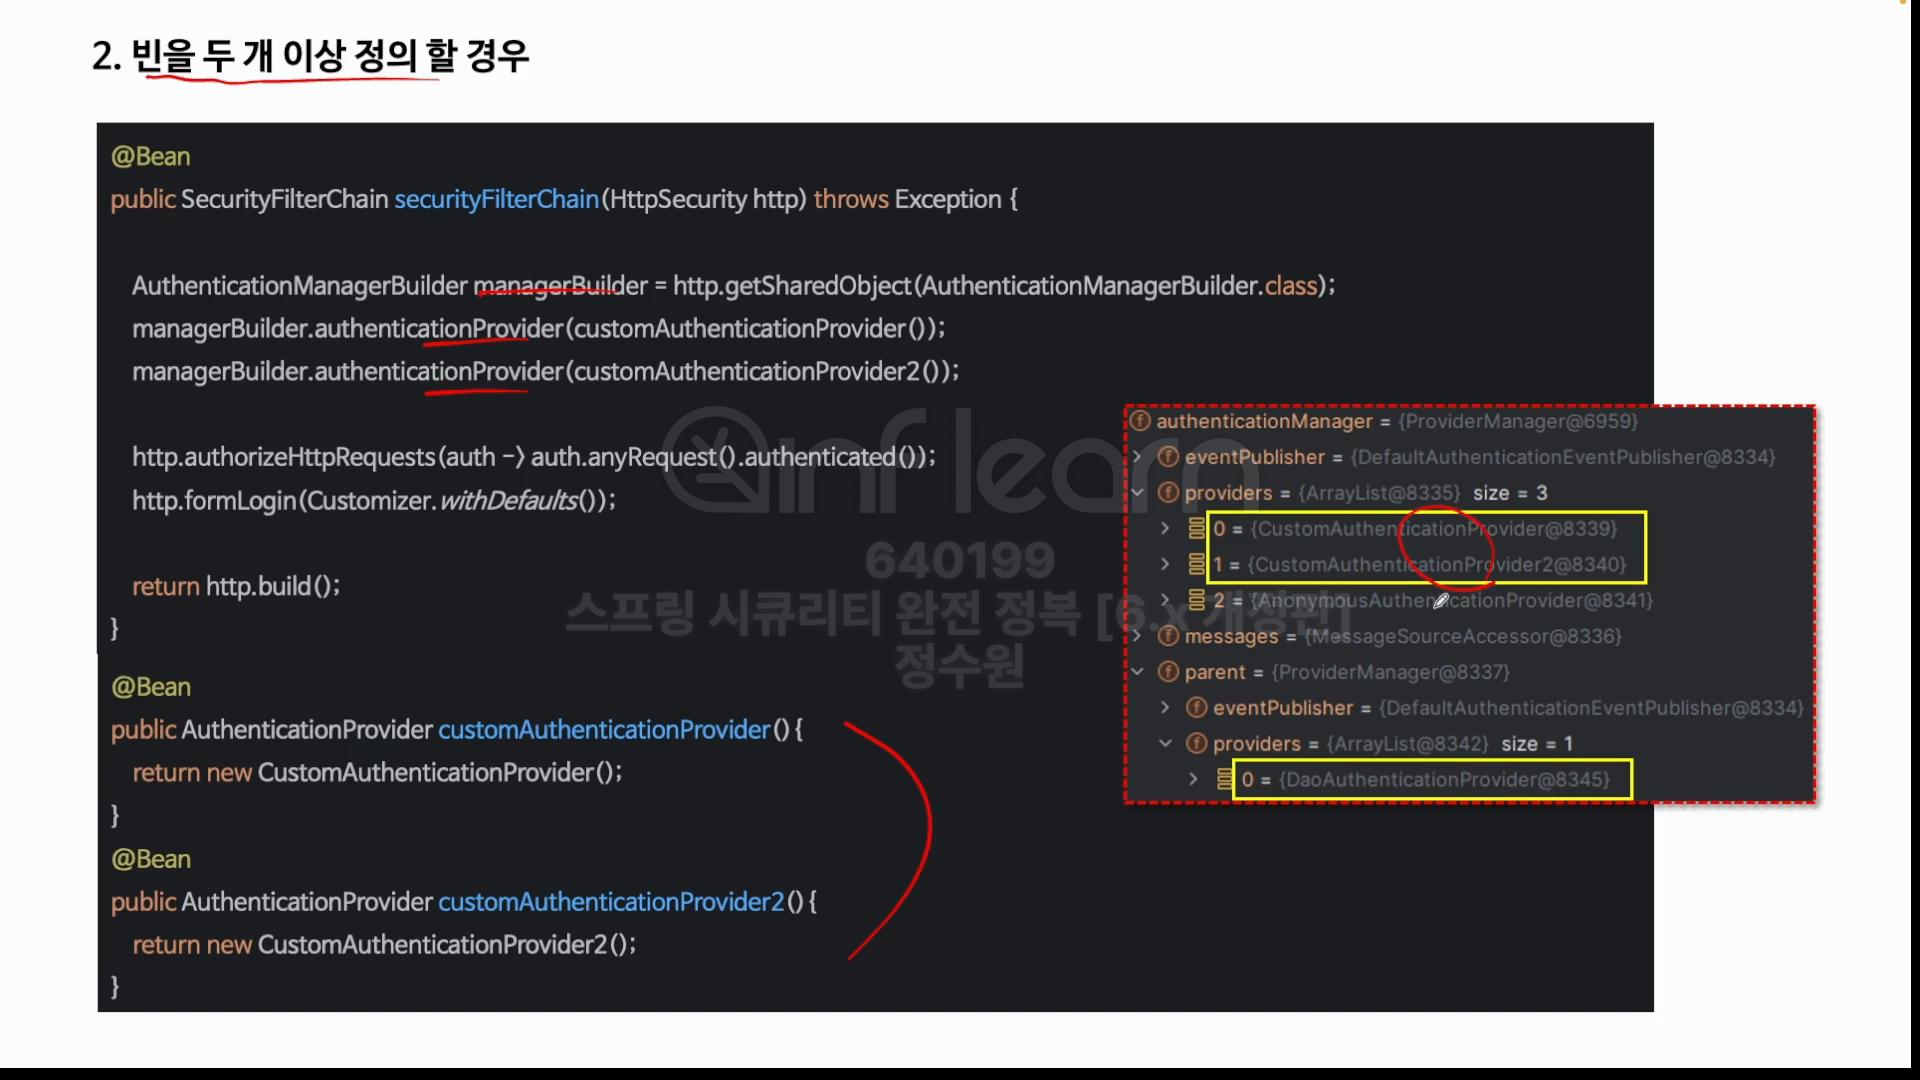 2. 빈을 두 개 이상 정의 할 경우
@Bean
public SecurityFilterChain securityFilterChain(HttpSecurity http) throws Exception {
AuthenticationManagerBuilder managerBuilder = http.getSharedObject(AuthenticationManagerBuilder.class);
managerBuilder.authenticationProvider(customAuthenticationProvider());
managerBuilder.authenticationProvider(customAuthenticationProvider2());
http.authorizeHttpRequests(auth -> auth.anyRequest().authenticated());
http.formLogin(Customizer.withDefaults());
return http.build();
}
@Bean
public AuthenticationProvider customAuthenticationProvider(){
return new CustomAuthenticationProvider();
}
@Bean
public AuthenticationProvider customAuthenticationProvider2(){
return new CustomAuthenticationProvider2();
}
authenticationManager = {ProviderManager@6959}
eventPublisher = {DefaultAuthenticationEventPublisher@8334}
providers = {ArrayList@8335} size = 3
0 = {CustomAuthenticationProvider@8339}
1 = {CustomAuthenticationProvider2@8340}
2 = {AnonymousAuthenticationProvider@8341}
messages = {MessageSourceAccessor@8336}
parent = {ProviderManager@8337}
eventPublisher = {DefaultAuthenticationEventPublisher@8334}
providers = {ArrayList@8342} size = 1
0 = {DaoAuthenticationProvider@8345}
inflearn
640199
스프링 시큐리티 완전 정복 [6.x 개정판]
정수원